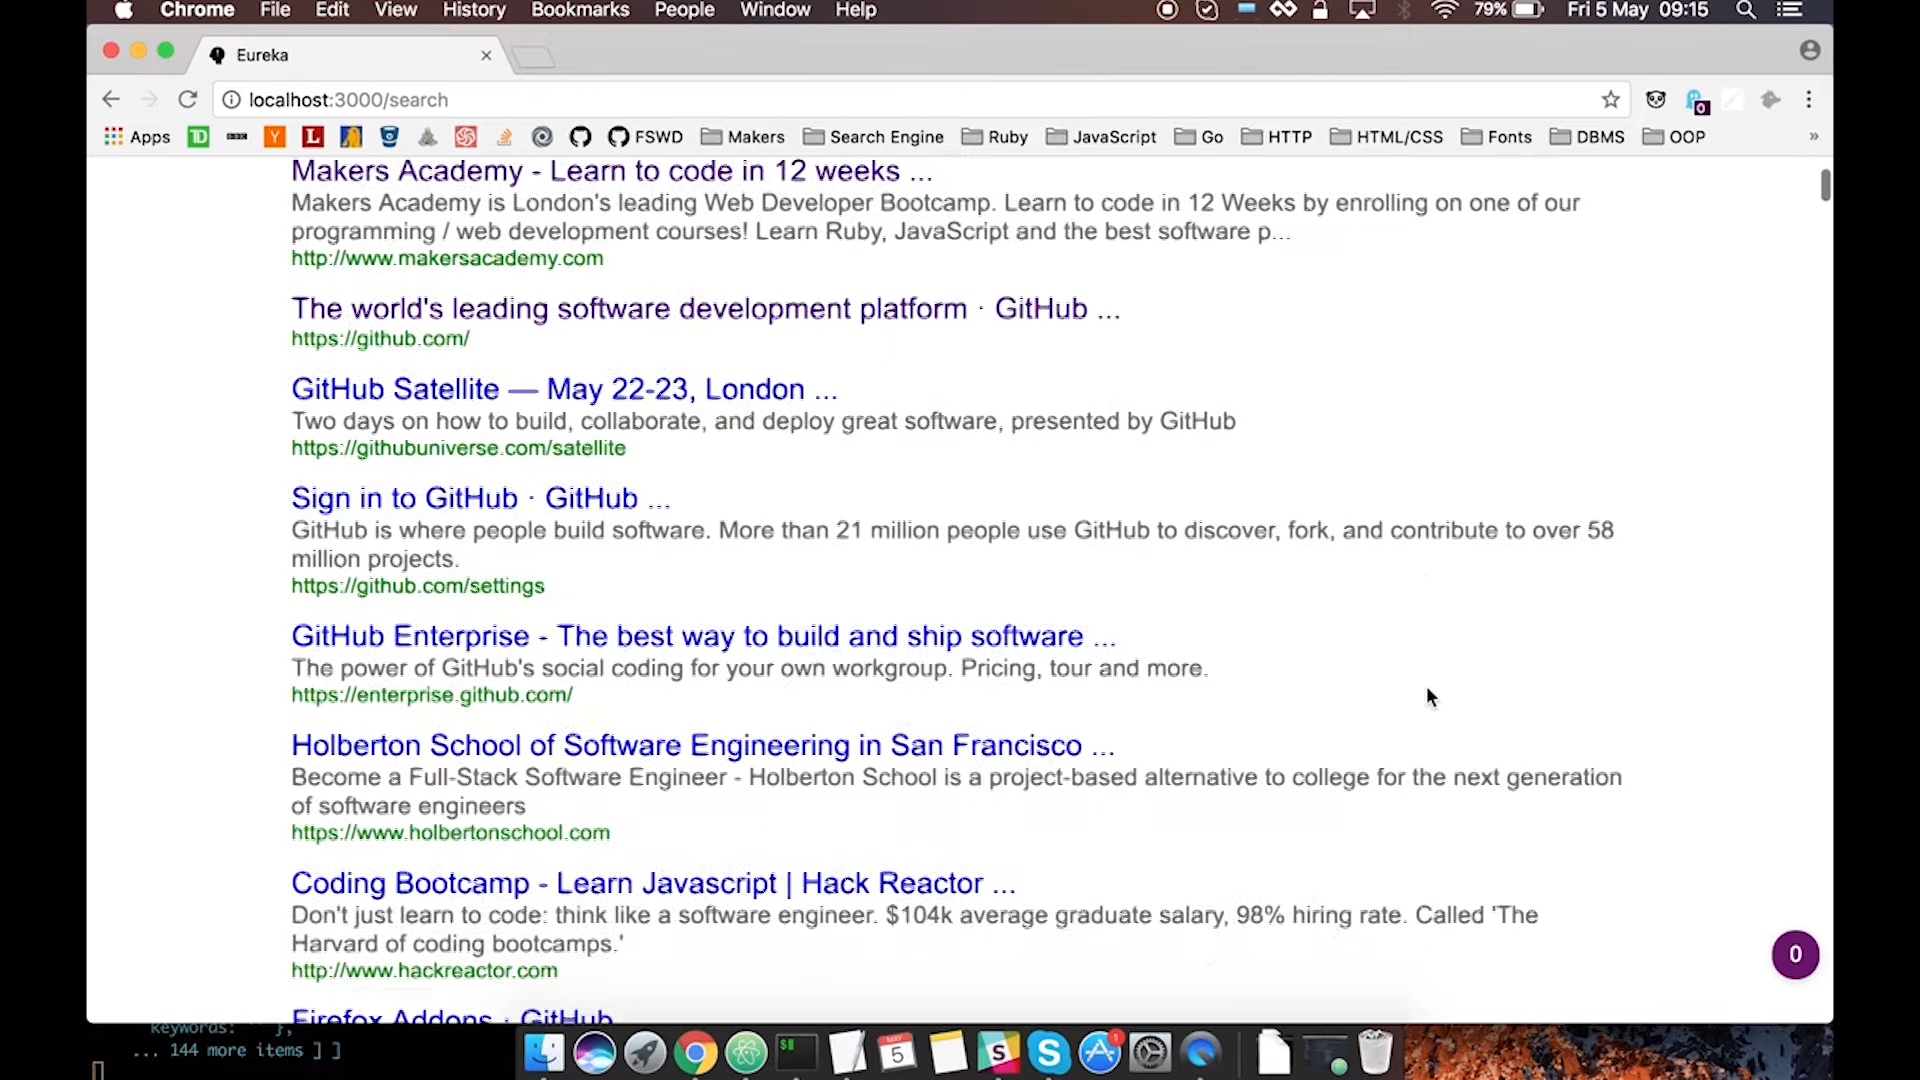 Chrome File Edit View History Bookmarks People Window Help 79% Fri 5 May 09:15
Eureka
localhost:3000/search
Apps TD BBC Y L FSWD Makers Search Engine Ruby JavaScript Go HTTP HTML/CSS Fonts DBMS OOP »
0
Makers Academy - Learn to code in 12 weeks ...
Makers Academy is London's leading Web Developer Bootcamp. Learn to code in 12 Weeks by enrolling on one of our
programming / web development courses! Learn Ruby, JavaScript and the best software p...
http://www.makersacademy.com
The world's leading software development platform · GitHub ...
https://github.com/
GitHub Satellite — May 22-23, London ...
Two days on how to build, collaborate, and deploy great software, presented by GitHub
https://githubuniverse.com/satellite
Sign in to GitHub · GitHub ...
GitHub is where people build software. More than 21 million people use GitHub to discover, fork, and contribute to over 58
million projects.
https://github.com/settings
GitHub Enterprise - The best way to build and ship software ...
The power of GitHub's social coding for your own workgroup. Pricing, tour and more.
https://enterprise.github.com/
Holberton School of Software Engineering in San Francisco ...
Become a Full-Stack Software Engineer - Holberton School is a project-based alternative to college for the next generation
of software engineers
https://www.holbertonschool.com
Coding Bootcamp - Learn Javascript | Hack Reactor ...
Don't just learn to code: think like a software engineer. $104k average graduate salary, 98% hiring rate. Called 'The
Harvard of coding bootcamps.'
http://www.hackreactor.com
0
Firefox Addons · GitHub
keywords: '' },
... 144 more items ] ]
$
MAY
5
S
S
1